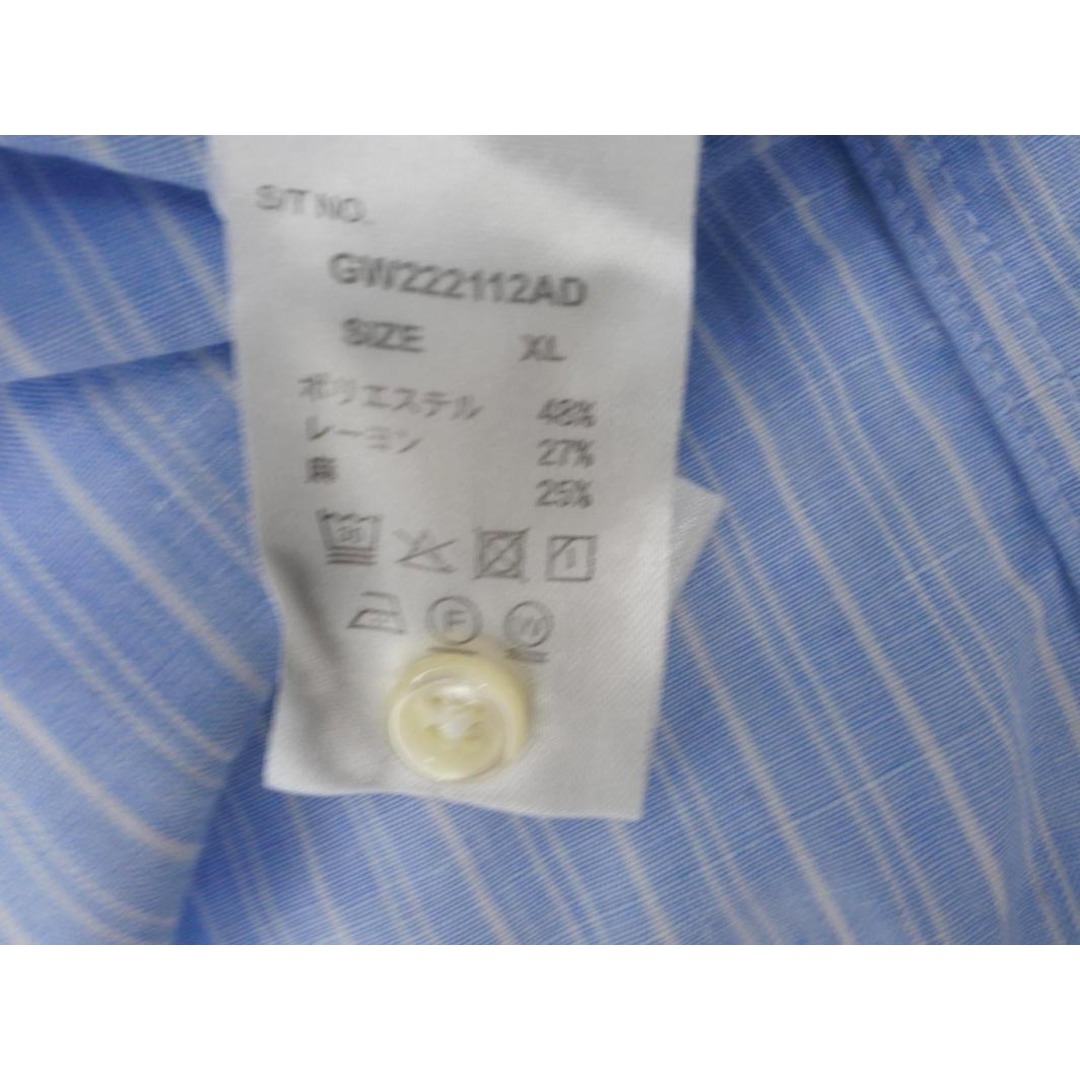 S/T NO.
GW222112AD
SIZE XL
ポリエステル 48%
レーヨン 27%
麻 25%
F
W